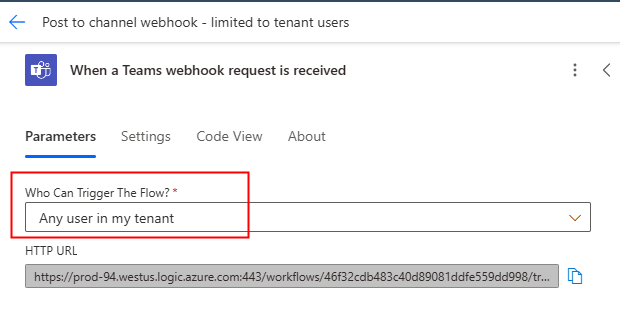 Post to channel webhook - limited to tenant users
When a Teams webhook request is received
Parameters Settings Code View About
Who Can Trigger The Flow? *
Any user in my tenant
HTTP URL
https://prod-94.westus.logic.azure.com:443/workflows/46f32cdb483c40d89081ddfe559dd998/tr...